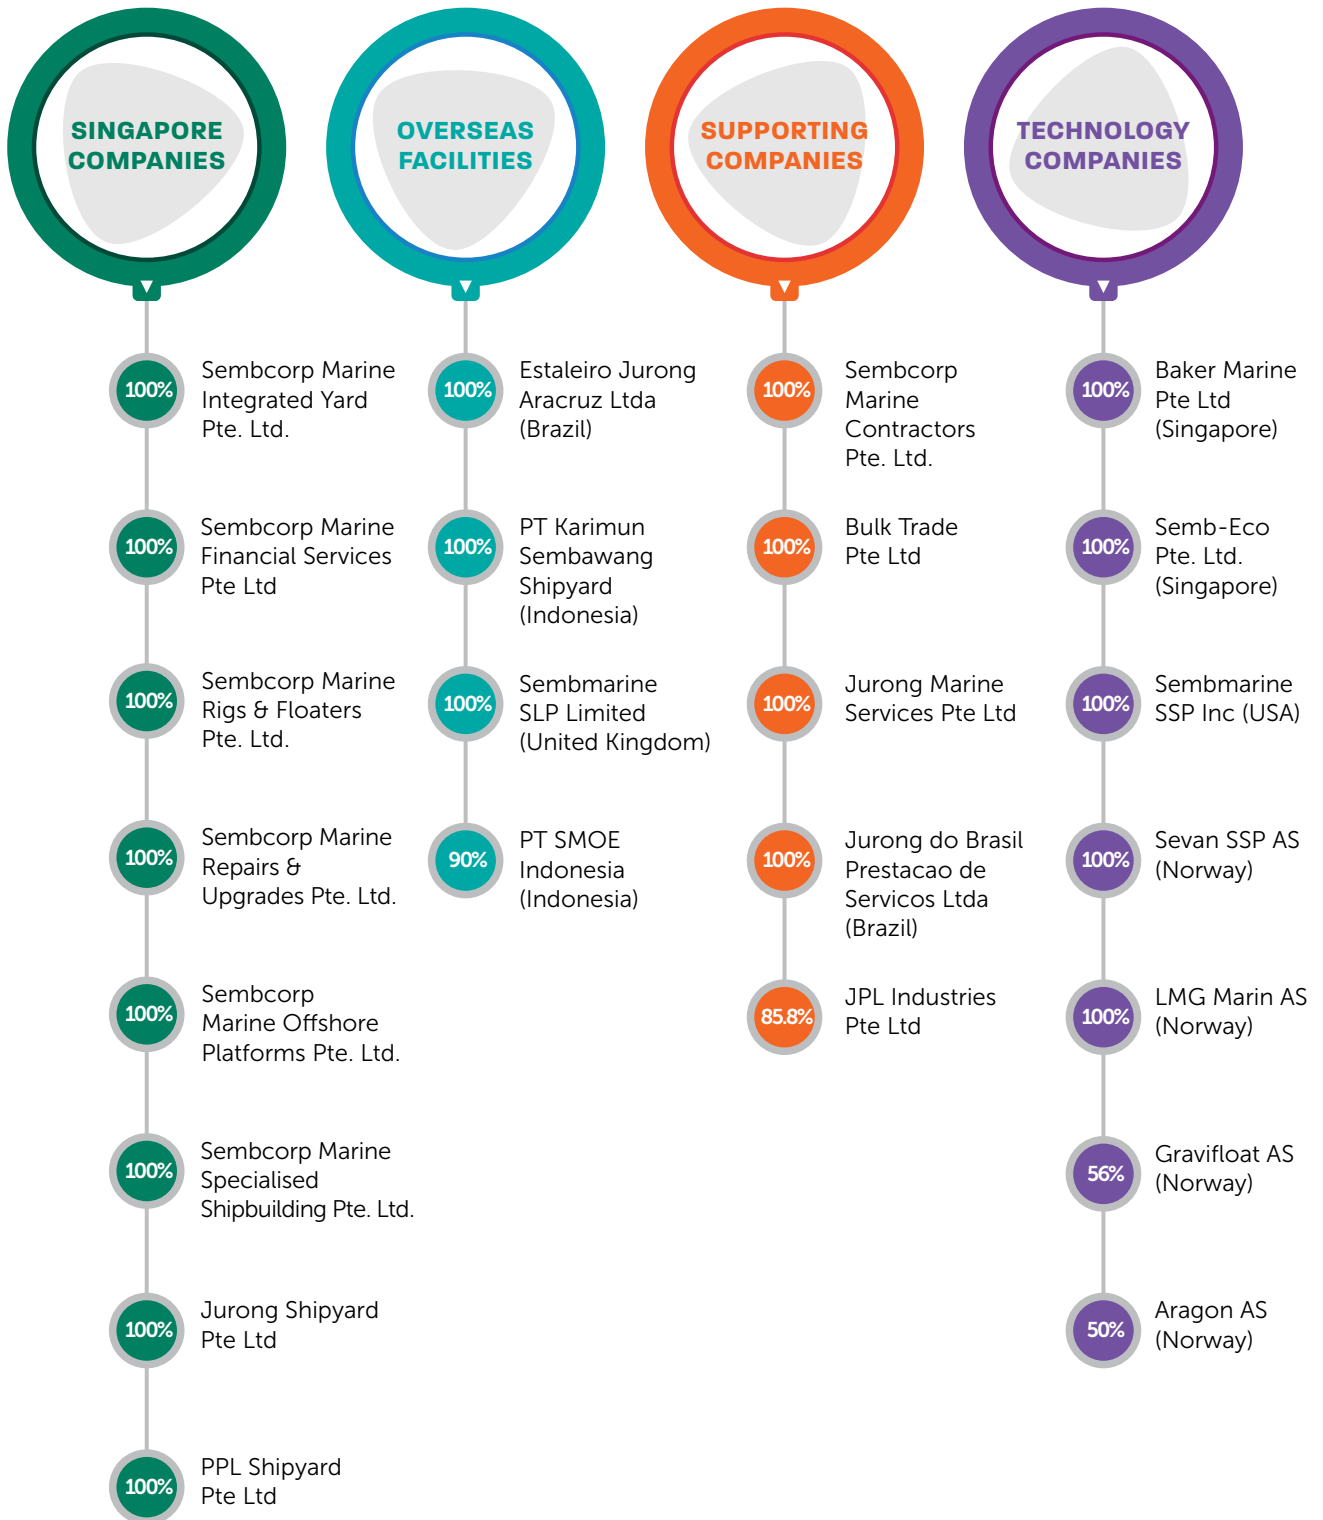 SINGAPORE
COMPANIES
100%
Sembcorp Marine
Integrated Yard
Pte. Ltd.
100%
Sembcorp Marine
Financial Services
Pte Ltd
100%
Sembcorp Marine
Rigs & Floaters
Pte. Ltd.
100%
Sembcorp Marine
Repairs &
Upgrades Pte. Ltd.
100%
Sembcorp
Marine Offshore
Platforms Pte. Ltd.
100%
Sembcorp Marine
Specialised
Shipbuilding Pte. Ltd.
100%
Jurong Shipyard
Pte Ltd
100%
PPL Shipyard
Pte Ltd
OVERSEAS
FACILITIES
100%
Estaleiro Jurong
Aracruz Ltda
(Brazil)
100%
PT Karimun
Sembawang
Shipyard
(Indonesia)
100%
Sembmarine
SLP Limited
(United Kingdom)
90%
PT SMOE
Indonesia
(Indonesia)
SUPPORTING
COMPANIES
100%
Sembcorp
Marine
Contractors
Pte. Ltd.
100%
Bulk Trade
Pte Ltd
100%
Jurong Marine
Services Pte Ltd
100%
Jurong do Brasil
Prestacao de
Servicos Ltda
(Brazil)
85.8%
JPL Industries
Pte Ltd
TECHNOLOGY
COMPANIES
100%
Baker Marine
Pte Ltd
(Singapore)
100%
Semb-Eco
Pte. Ltd.
(Singapore)
100%
Sembmarine
SSP Inc (USA)
100%
Sevan SSP AS
(Norway)
100%
LMG Marin AS
(Norway)
56%
Gravifloat AS
(Norway)
50%
Aragon AS
(Norway)